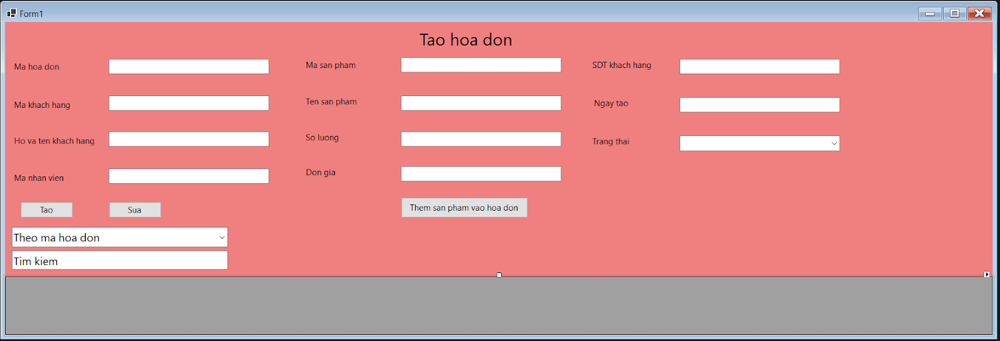 Form1
Tao hoa don
Ma hoa don
Ma san pham
SDT khach hang
Ma khach hang
Ten san pham
Ngay tao
Ho va ten khach hang
So luong
Trang thai
Ma nhan vien
Don gia
Tao
Sua
Them san pham vao hoa don
Theo ma hoa don
Tim kiem